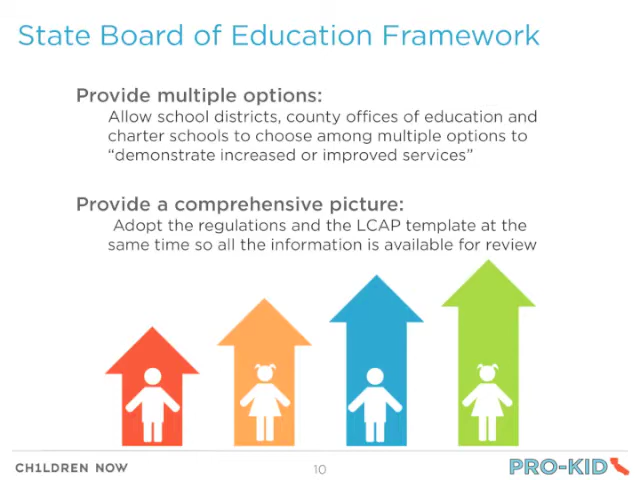 State Board of Education Framework
Provide multiple options:
Allow school districts, county offices of education and
charter schools to choose among multiple options to
“demonstrate increased or improved services”
Provide a comprehensive picture:
Adopt the regulations and the LCAP template at the
same time so all the information is available for review
CH1LDREN NOW
10
PRO-KID